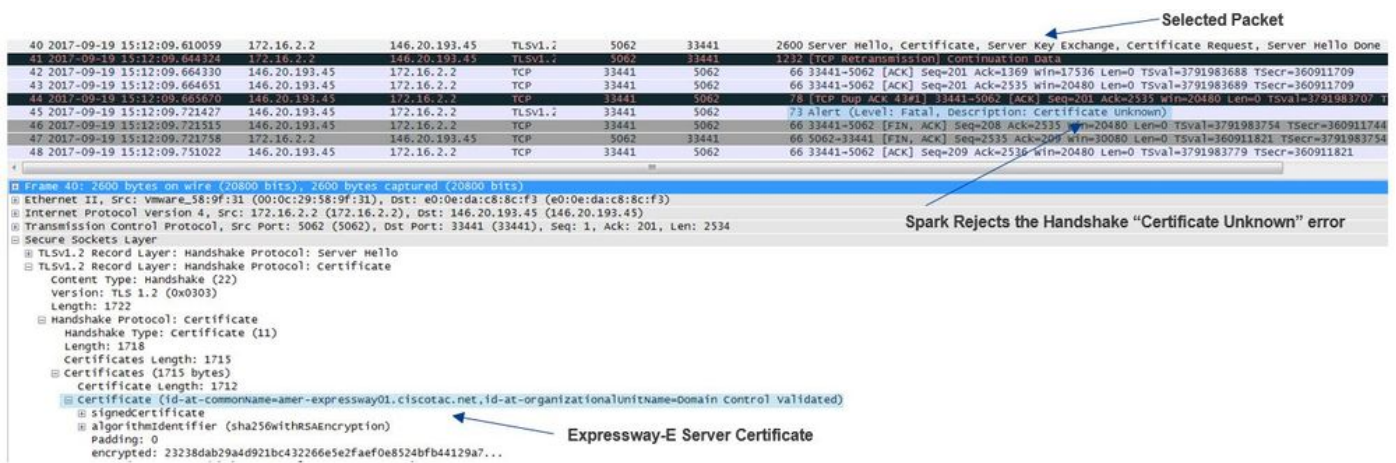 Selected Packet
40 2017-09-19 15:12:09.610059 172.16.2.2 146.20.193.45 TLSv1.2 5062 33441 2600 Server Hello, Certificate, Server Key Exchange, Certificate Request, Server Hello Done
41 2017-09-19 15:12:09.644324 172.16.2.2 146.20.193.45 TLSv1.2 5062 33441 1232 [TCP Retransmission] Continuation Data
42 2017-09-19 15:12:09.664330 146.20.193.45 172.16.2.2 TCP 33441 5062 66 33441→5062 [ACK] Seq=201 Ack=1369 Win=17536 Len=0 TSval=3791983688 TSecr=360911709
43 2017-09-19 15:12:09.664651 146.20.193.45 172.16.2.2 TCP 33441 5062 66 33441→5062 [ACK] Seq=201 Ack=2535 Win=20480 Len=0 TSval=3791983689 TSecr=360911709
44 2017-09-19 15:12:09.665670 146.20.193.45 172.16.2.2 TCP 33441 5062 78 [TCP Dup ACK 43#1] 33441→5062 [ACK] Seq=201 Ack=2535 Win=20480 Len=0 TSval=3791983707 T
45 2017-09-19 15:12:09.721427 146.20.193.45 172.16.2.2 TLSv1.2 33441 5062 73 Alert (Level: Fatal, Description: Certificate Unknown)
46 2017-09-19 15:12:09.721515 146.20.193.45 172.16.2.2 TCP 33441 5062 66 33441→5062 [FIN, ACK] Seq=208 Ack=2535 Win=20480 Len=0 TSval=3791983754 TSecr=360911744
47 2017-09-19 15:12:09.721758 172.16.2.2 146.20.193.45 TCP 5062 33441 66 5062→33441 [FIN, ACK] Seq=2535 Ack=209 Win=30080 Len=0 TSval=360911821 TSecr=3791983754
48 2017-09-19 15:12:09.751022 146.20.193.45 172.16.2.2 TCP 33441 5062 66 33441→5062 [ACK] Seq=209 Ack=2536 Win=20480 Len=0 TSval=3791983779 TSecr=360911821
Frame 40: 2600 bytes on wire (20800 bits), 2600 bytes captured (20800 bits)
Ethernet II, Src: Vmware_58:9f:31 (00:0c:29:58:9f:31), Dst: e0:0e:da:c8:8c:f3 (e0:0e:da:c8:8c:f3)
Internet Protocol Version 4, Src: 172.16.2.2 (172.16.2.2), Dst: 146.20.193.45 (146.20.193.45)
Transmission Control Protocol, Src Port: 5062 (5062), Dst Port: 33441 (33441), Seq: 1, Ack: 201, Len: 2534
Spark Rejects the Handshake “Certificate Unknown” error
Secure Sockets Layer
TLSv1.2 Record Layer: Handshake Protocol: Server Hello
TLSv1.2 Record Layer: Handshake Protocol: Certificate
Content Type: Handshake (22)
Version: TLS 1.2 (0x0303)
Length: 1722
Handshake Protocol: Certificate
Handshake Type: Certificate (11)
Length: 1718
Certificates Length: 1715
Certificates (1715 bytes)
Certificate Length: 1712
Certificate (id-at-commonName=amer-expressway01.ciscotac.net,id-at-organizationalUnitName=Domain Control Validated)
signedCertificate
algorithmIdentifier (sha256WithRSAEncryption)
Expressway-E Server Certificate
Padding: 0
encrypted: 23238dab29a4d921bc432266e5e2faef0e8524bfb44129a7...